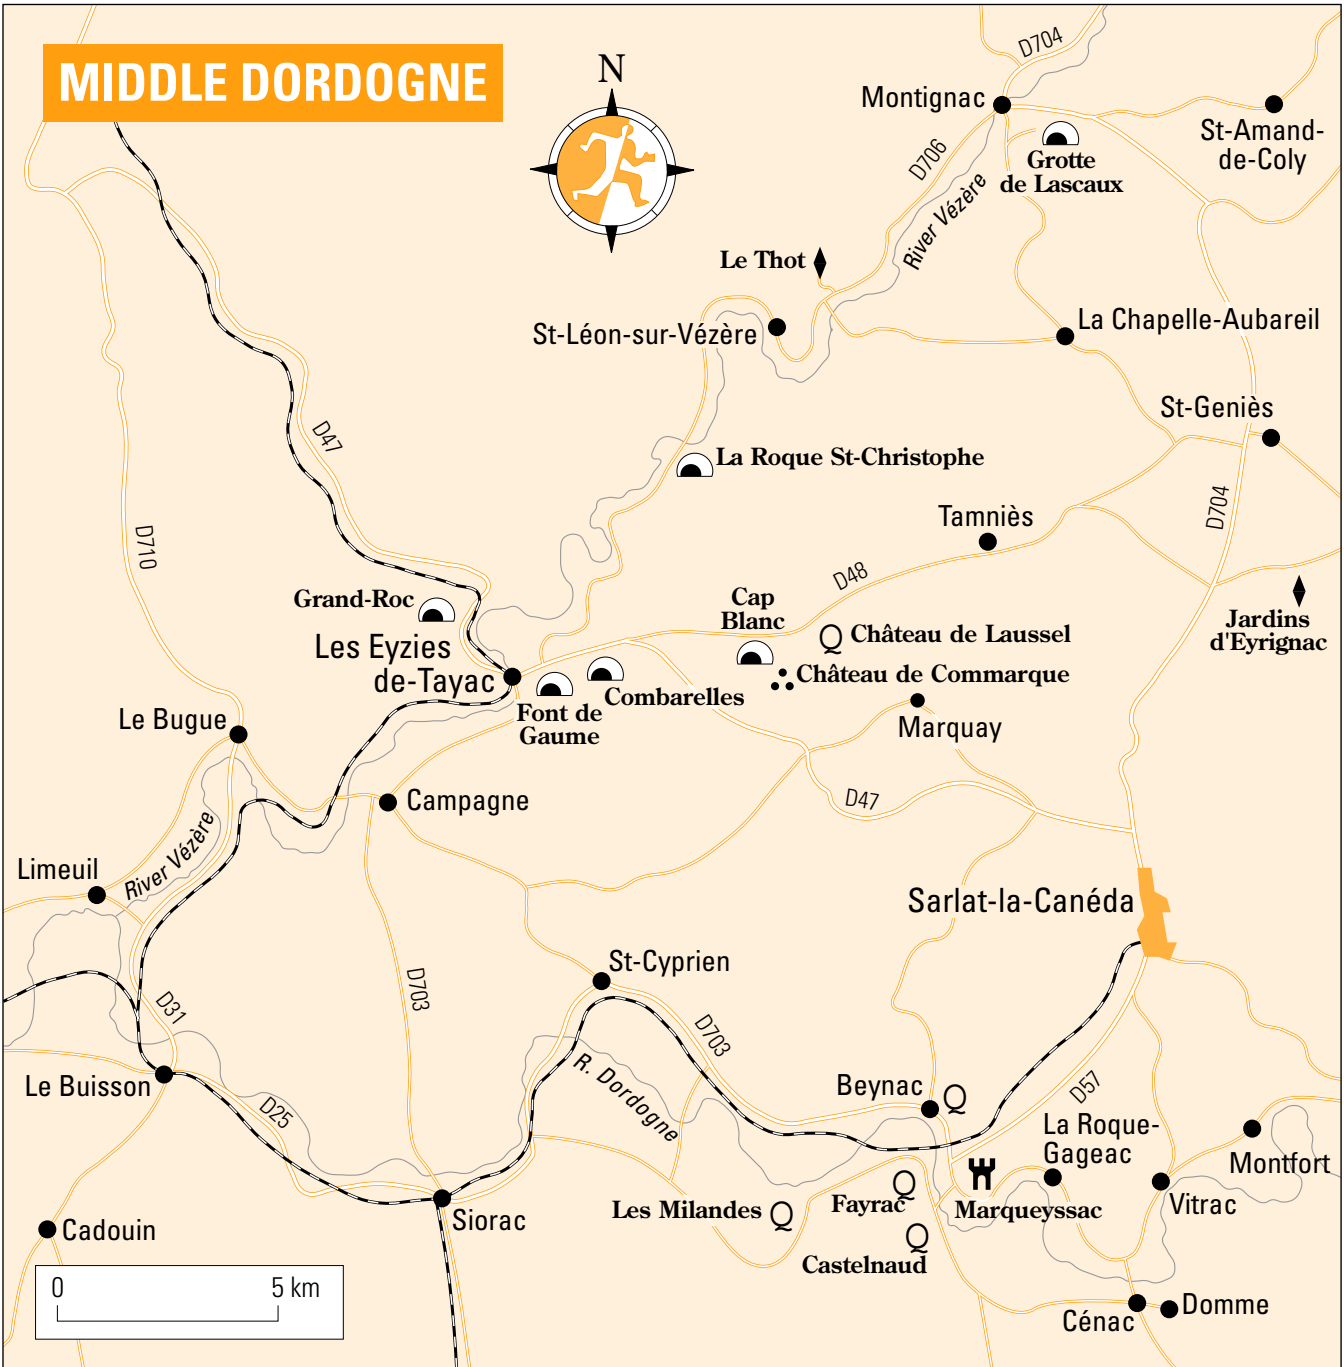 MIDDLE DORDOGNE
N
D704
Montignac
St-Amand-
de-Coly
Grotte
de Lascaux
D706
River Vézère
Le Thot
St-Léon-sur-Vézère
La Chapelle-Aubareil
St-Geniès
D47
La Roque St-Christophe
D704
Tamniès
D710
D48
Grand-Roc
Cap
Blanc
Jardins
d'Eyrignac
Château de Laussel
Les Eyzies
de-Tayac
Château de Commarque
Combarelles
Font de
Gaume
Marquay
Le Bugue
Campagne
D47
River Vézère
Limeuil
Sarlat-la-Canéda
St-Cyprien
D703
D31
D703
R. Dordogne
Le Buisson
Beynac
D57
D25
La Roque-
Gageac
Montfort
Les Milandes
Fayrac
Marqueyssac
Vitrac
Siorac
Cadouin
Castelnaud
0 5 km
Domme
Cénac